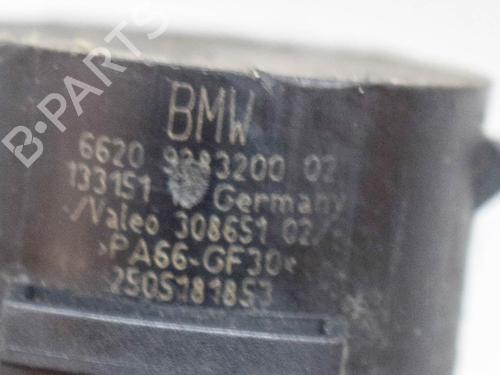 BMW
6620 9283200 02
133151 Germany
Valeo 308651 02/
>PA66-GF30<
2505181853
B-PARTS